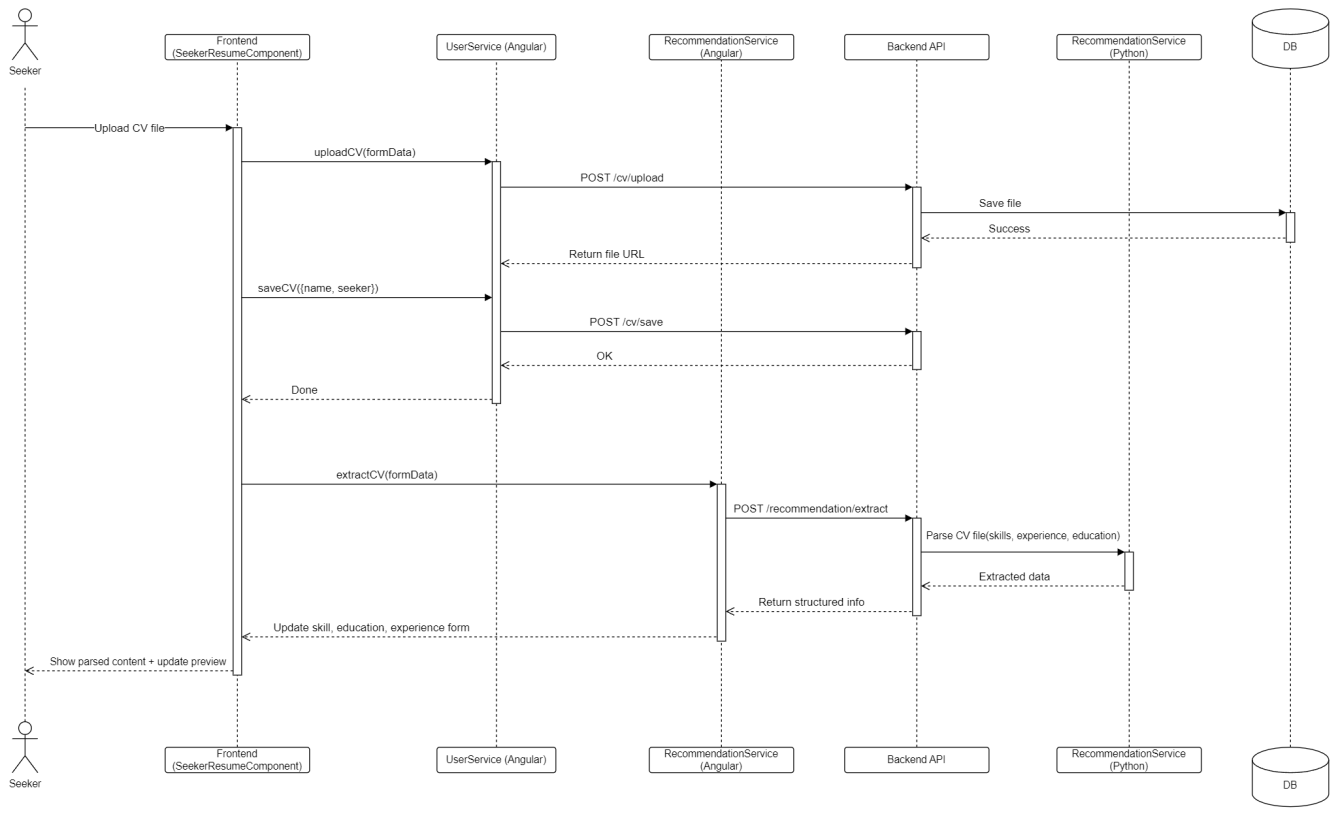 Seeker
Frontend
(SeekerResumeComponent)
UserService (Angular)
RecommendationService
(Angular)
Backend API
RecommendationService
(Python)
DB
Upload CV file
uploadCV(formData)
POST /cv/upload
Save file
Success
Return file URL
saveCV({name, seeker})
POST /cv/save
OK
Done
extractCV(formData)
POST /recommendation/extract
Parse CV file(skills, experience, education)
Extracted data
Return structured info
Update skill, education, experience form
Show parsed content + update preview
Seeker
Frontend
(SeekerResumeComponent)
UserService (Angular)
RecommendationService
(Angular)
Backend API
RecommendationService
(Python)
DB